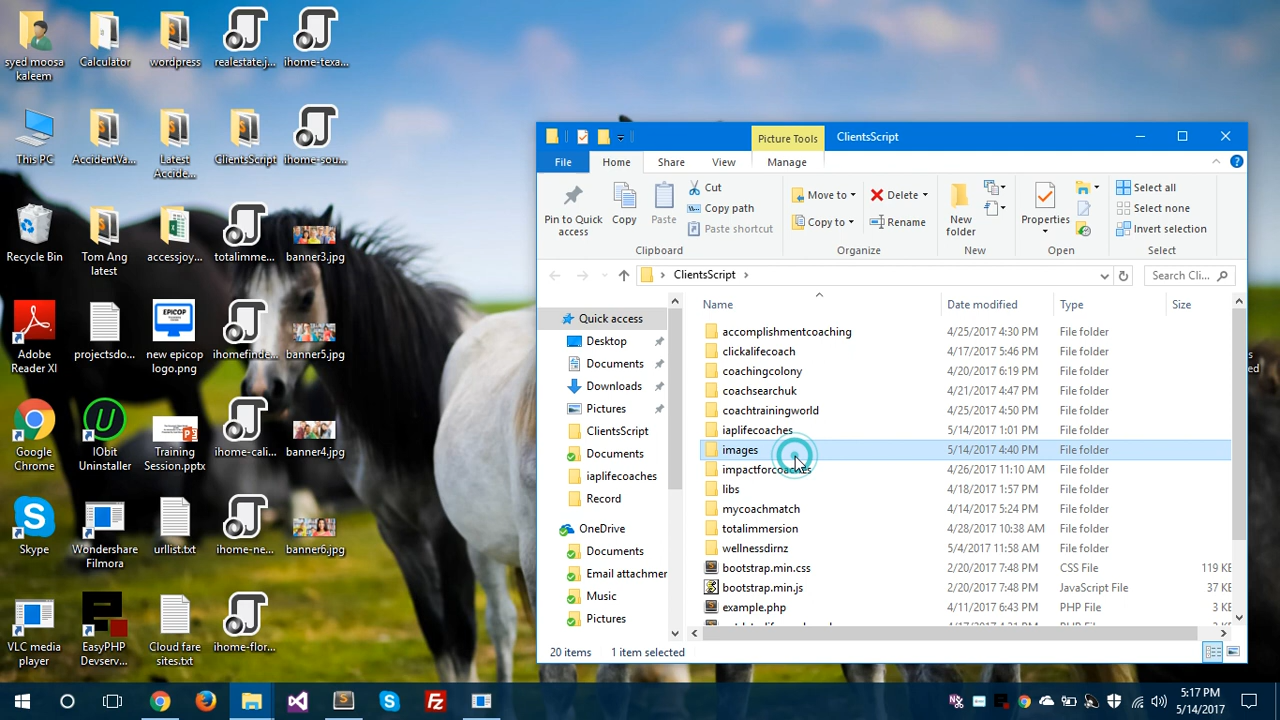 syed moosa
kaleem
Calculator
wordpress
realestate.j...
ihome-texa...
This PC
AccidentVa...
Latest
Accide...
ClientsScript
ihome-sou...
Recycle Bin
Tom Ang
latest
accessjoy...
totalimme...
banner3.jpg
Adobe
Reader XI
projectsdo...
EPICOP
new epicop
logo.png
ihomefinde...
banner5.jpg
Google
Chrome
IObit
Uninstaller
Training
Session.pptx
ihome-cali...
banner4.jpg
Skype
Wondershare
Filmora
urllist.txt
ihome-ne...
banner6.jpg
VLC media
player
EasyPHP
Devserv...
Cloud fare
sites.txt
ihome-flor...
Picture Tools
ClientsScript
File
Home
Share
View
Manage
Pin to Quick
access
Copy
Paste
Cut
Copy path
Paste shortcut
Clipboard
Move to
Copy to
Delete
Rename
Organize
New
folder
New
Properties
Open
Select all
Select none
Invert selection
Select
ClientsScript
Search Cli...
Quick access
Desktop
Documents
Downloads
Pictures
ClientsScript
Documents
iaplifecoaches
Record
OneDrive
Documents
Email attachmer
Music
Pictures
Name Date modified Type Size
accomplishmentcoaching 4/25/2017 4:30 PM File folder
clickalifecoach 4/17/2017 5:46 PM File folder
coachingcolony 4/20/2017 6:19 PM File folder
coachsearchuk 4/21/2017 4:47 PM File folder
coachtrainingworld 4/25/2017 4:50 PM File folder
iaplifecoaches 5/14/2017 1:01 PM File folder
images 5/14/2017 4:40 PM File folder
impactforcoaches 4/26/2017 11:10 AM File folder
libs 4/18/2017 1:57 PM File folder
mycoachmatch 4/14/2017 5:24 PM File folder
totalimmersion 4/28/2017 10:38 AM File folder
wellnessdirnz 5/4/2017 11:58 AM File folder
bootstrap.min.css 2/20/2017 7:48 PM CSS File 119 KE
bootstrap.min.js 2/20/2017 7:48 PM JavaScript File 37 KE
example.php 4/11/2017 6:43 PM PHP File 3 KE
20 items 1 item selected
5:17 PM
5/14/2017